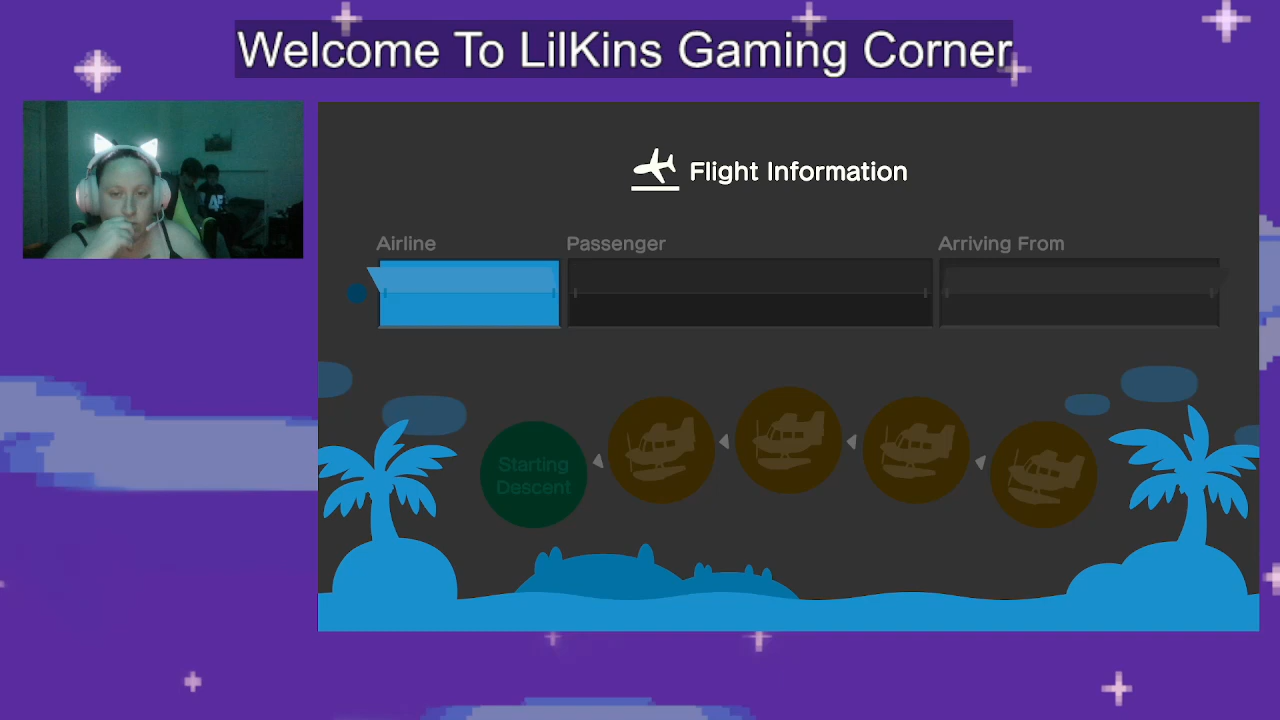 Welcome To LilKins Gaming Corner
Flight Information
Airline
Passenger
Arriving From
Starting
Descent